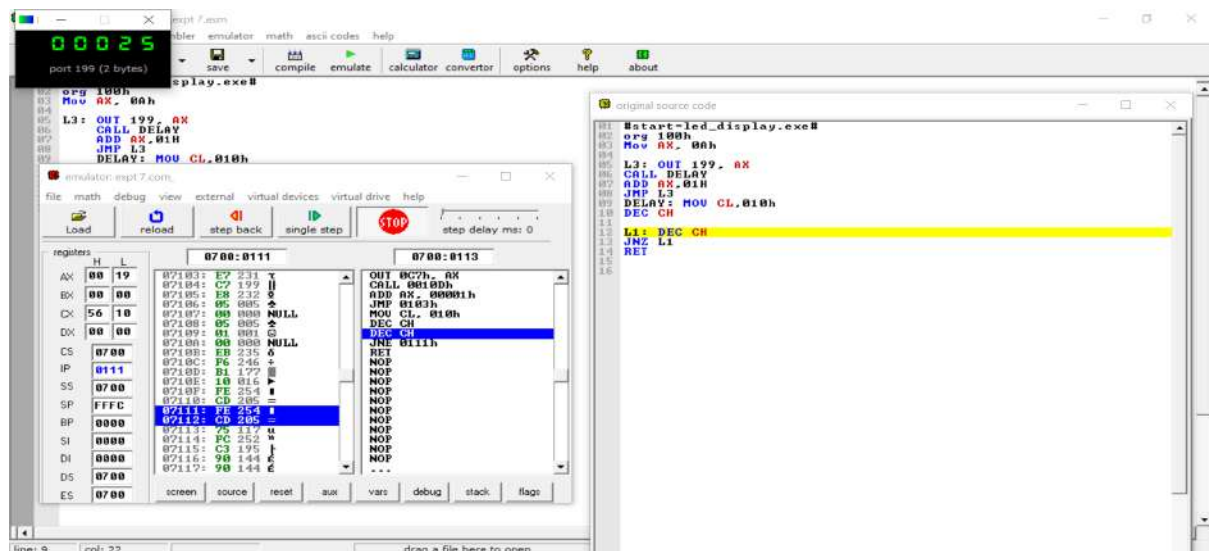 expt 7.asm
bler emulator math ascii codes help
00025
port 199 (2 bytes)
save compile emulate calculator convertor options help about
splay.exe#
02 org 100h
03 Mov AX, 0Ah
04
05 L3: OUT 199, AX
06 CALL DELAY
07 ADD AX,01H
08 JMP L3
09 DELAY: MOV CL,010h
emulator: expt 7.com_
file math debug view external virtual devices virtual drive help
Load reload step back single step STOP step delay ms: 0
registers H L
0700:0111 0700:0113
AX 00 19
BX 00 00
CX 56 10
DX 00 00
CS 0700
IP 0111
SS 0700
SP FFFC
BP 0000
SI 0000
DI 0000
DS 0700
ES 0700
07103: E7 231 τ
07104: C7 199 ╟
07105: E8 232
07106: 05 005 ♣
07107: 00 000 NULL
07108: 05 005 ♣
07109: 01 001 ☺
0710A: 00 000 NULL
0710B: EB 235 δ
0710C: F6 246 ÷
0710D: B1 177 ▒
0710E: 10 016 ►
0710F: FE 254 ■
07110: CD 205 =
07111: FE 254 ■
07112: CD 205 =
07113: 75 117 u
07114: FC 252 ⁿ
07115: C3 195 ├
07116: 90 144 É
07117: 90 144 É
OUT 0C7h, AX
CALL 0010Dh
ADD AX, 00001h
JMP 0103h
MOV CL, 010h
DEC CH
DEC CH
JNE 0111h
RET
NOP
NOP
NOP
NOP
NOP
NOP
NOP
NOP
NOP
NOP
NOP
...
screen source reset aux vars debug stack flags
original source code
01 #start=led_display.exe#
02 org 100h
03 Mov AX, 0Ah
04
05 L3: OUT 199, AX
06 CALL DELAY
07 ADD AX,01H
08 JMP L3
09 DELAY: MOV CL,010h
10 DEC CH
11
12 L1: DEC CH
13 JNZ L1
14 RET
15
16
line: 9 col: 22 drag a file here to open